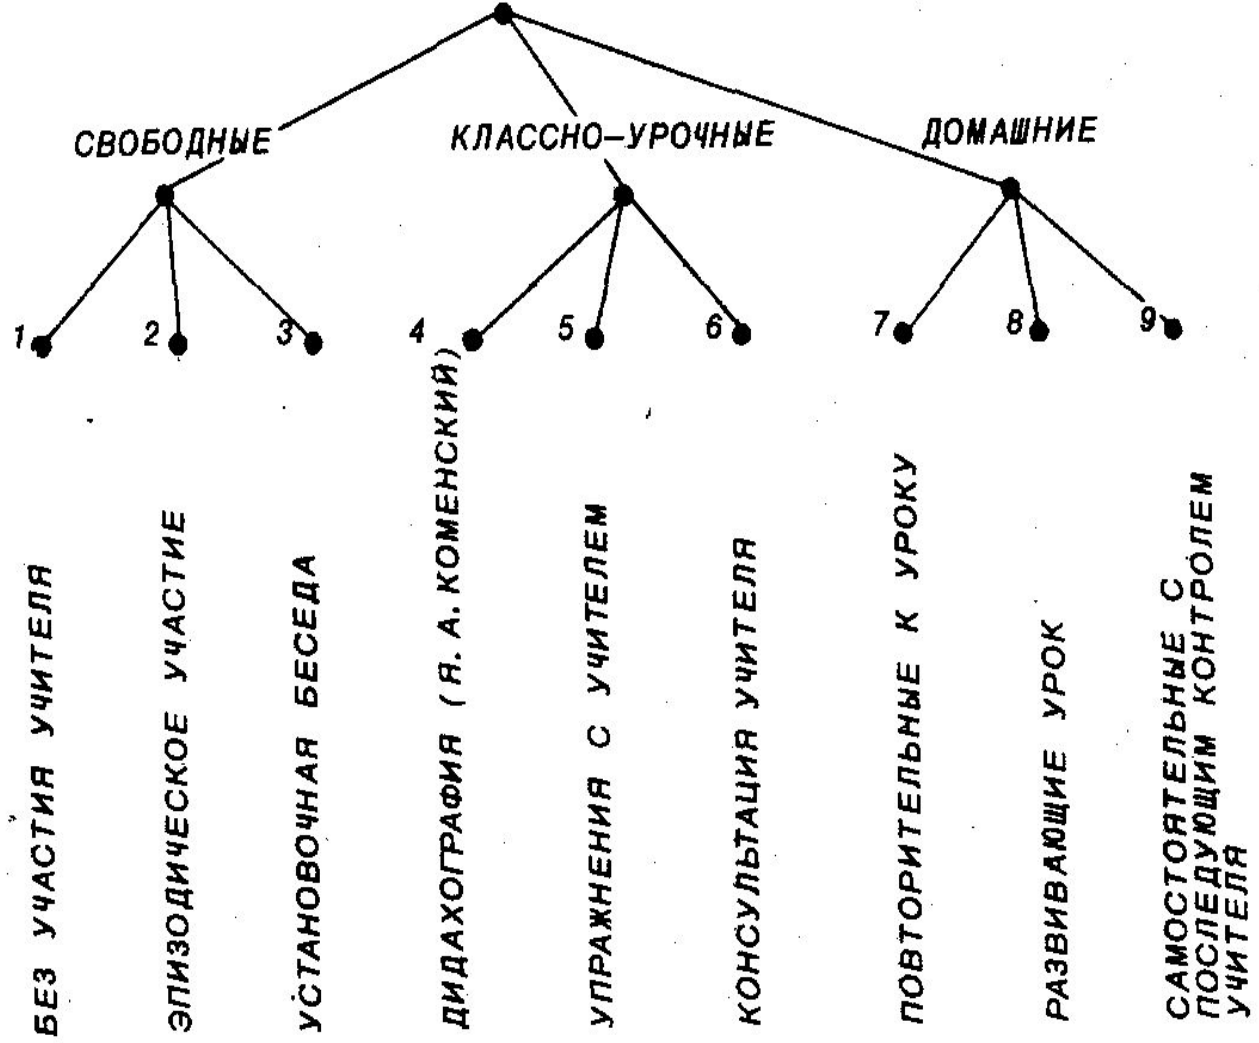 СВОБОДНЫЕ
КЛАССНО-УРОЧНЫЕ
ДОМАШНИЕ
1
2
3
4
5
6
7
8
9
БЕЗ УЧАСТИЯ УЧИТЕЛЯ
ЭПИЗОДИЧЕСКОЕ УЧАСТИЕ
УСТАНОВОЧНАЯ БЕСЕДА
ДИДАХОГРАФИЯ (Я. А. КОМЕНСКИЙ)
УПРАЖНЕНИЯ С УЧИТЕЛЕМ
КОНСУЛЬТАЦИЯ УЧИТЕЛЯ
ПОВТОРИТЕЛЬНЫЕ К УРОКУ
РАЗВИВАЮЩИЕ УРОК
САМОСТОЯТЕЛЬНЫЕ С
ПОСЛЕДУЮЩИМ КОНТРОЛЕМ
УЧИТЕЛЯ